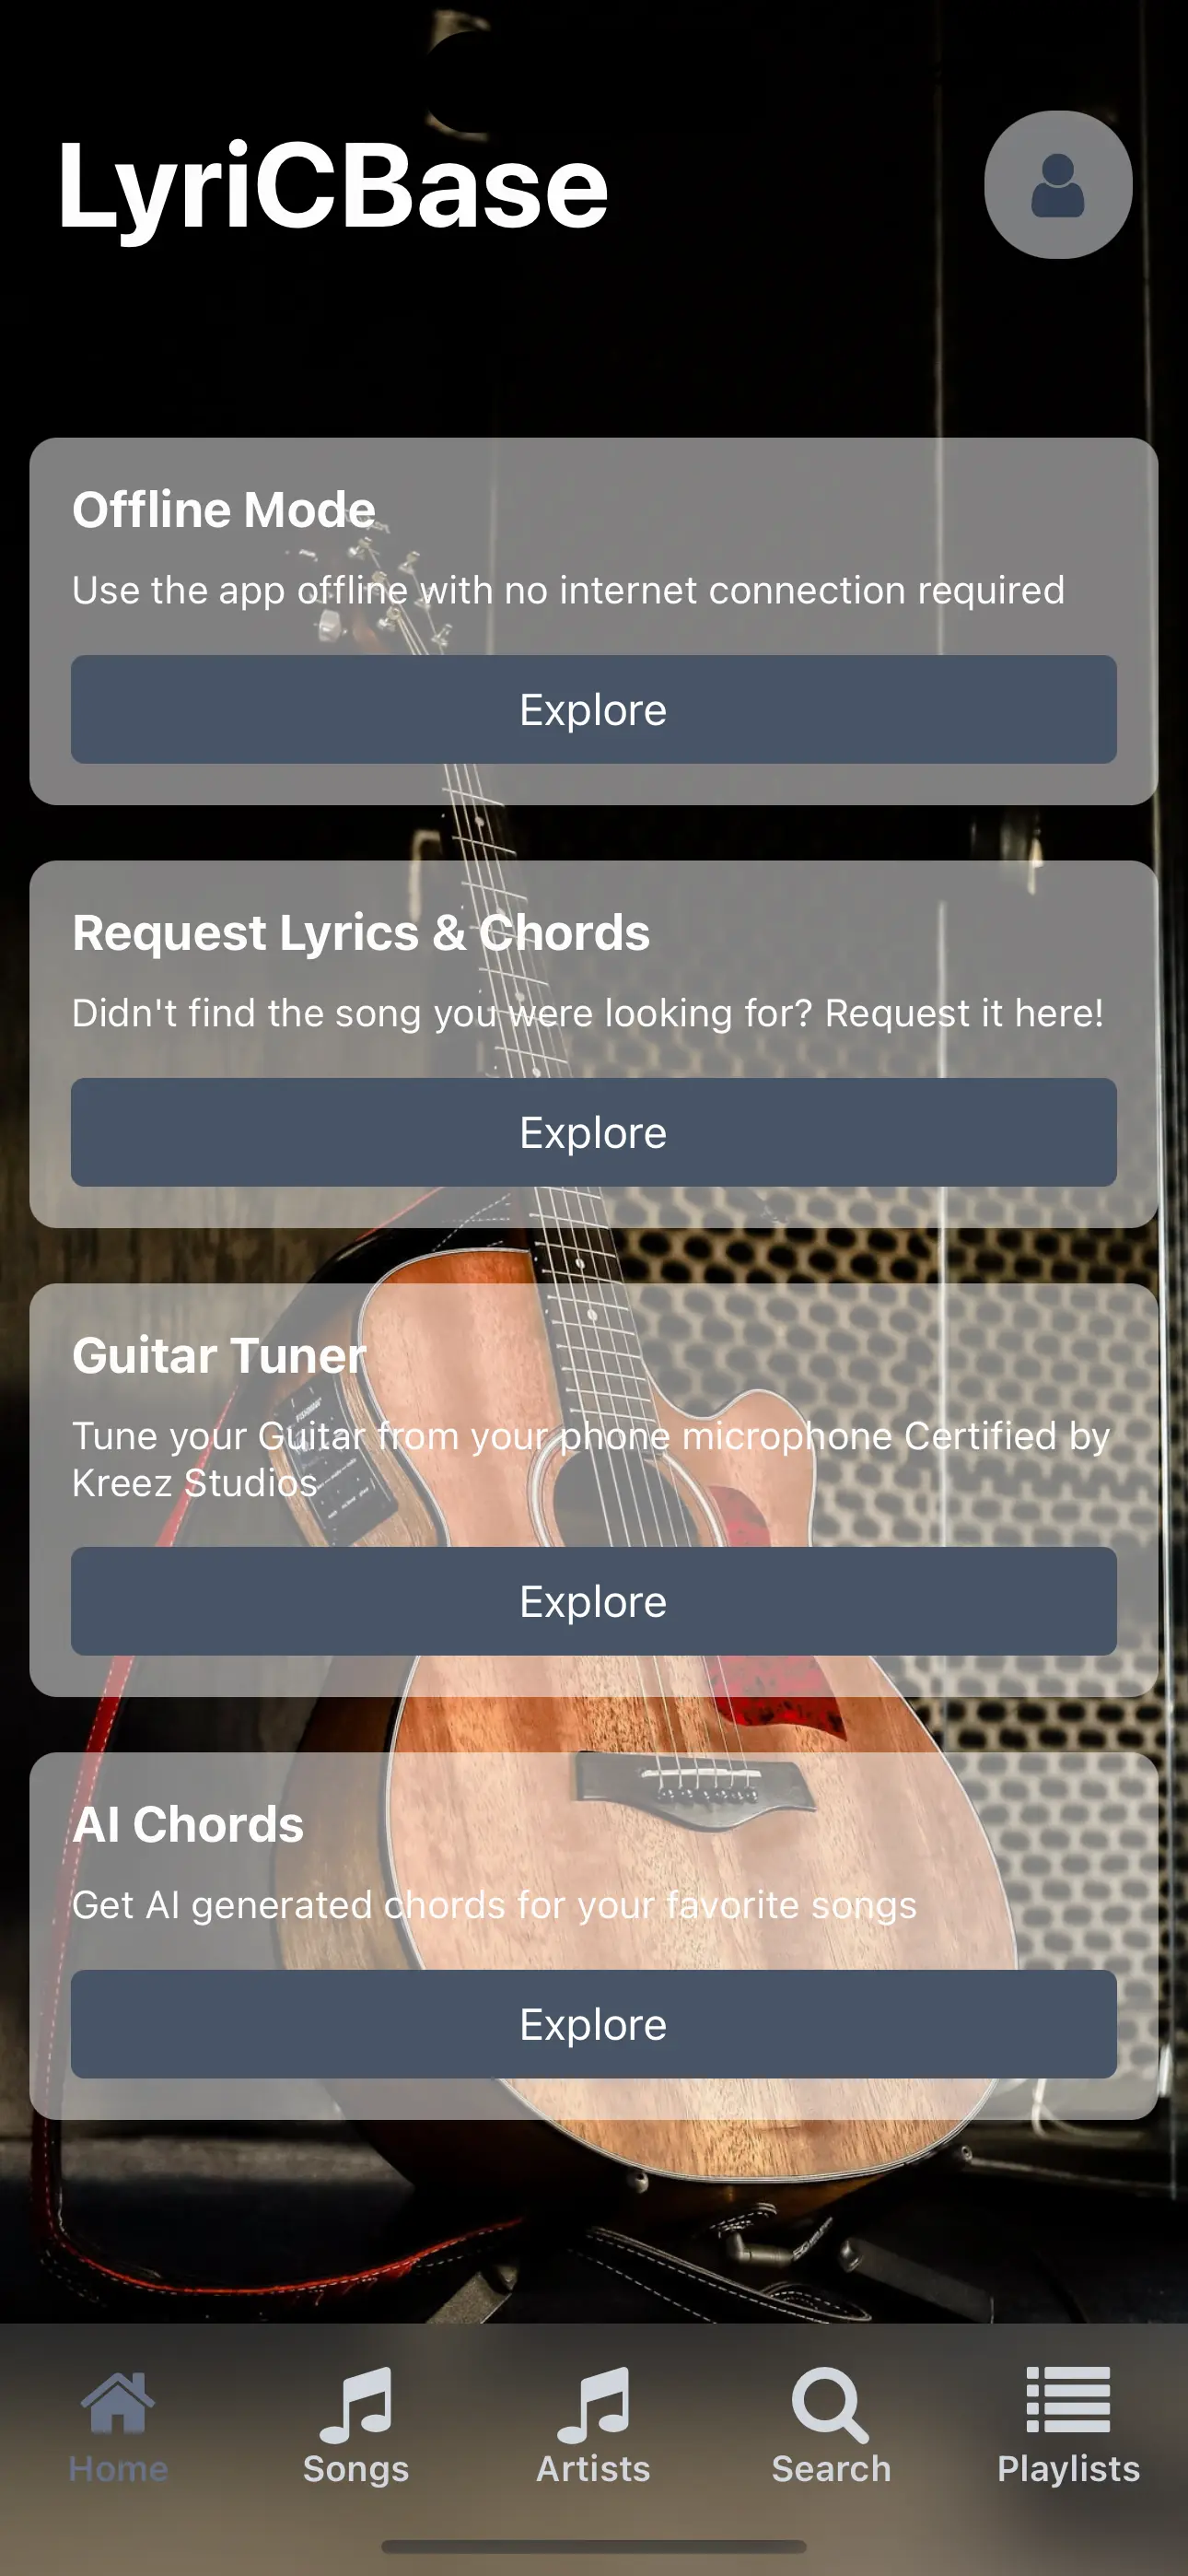 LyriCBase
Offline Mode
Use the app offline with no internet connection required
Explore
Request Lyrics & Chords
Didn't find the song you were looking for? Request it here!
Explore
Guitar Tuner
Tune your Guitar from your phone microphone Certified by
Kreez Studios
Explore
AI Chords
Get AI generated chords for your favorite songs
Explore
Home
Songs
Artists
Search
Playlists